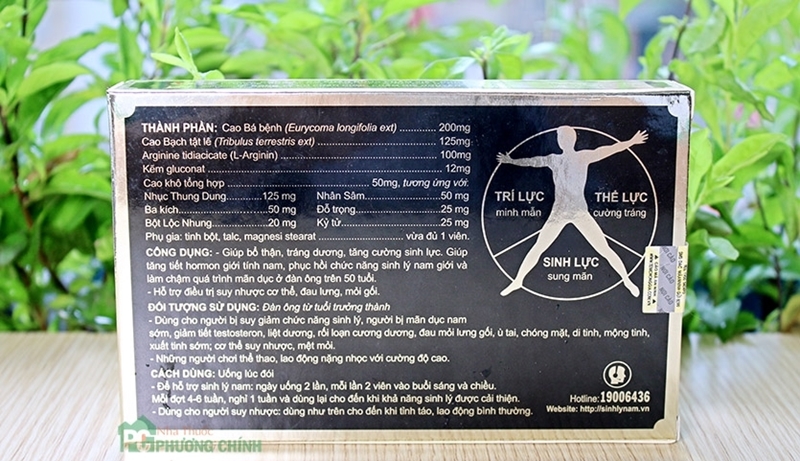 THÀNH PHẦN: Cao Bá bệnh (Eurycoma longifolia ext) ........... 200mg
Cao Bạch tật lê (Tribulus terrestris ext) ........... 125mg
Arginine tidiacicate (L-Arginin) ........... 100mg
Kẽm gluconat ........... 12mg
Cao khô tổng hợp ........... 50mg, tương ứng với:
Nhục Thung Dung ........... 125 mg Nhân Sâm ........... 50 mg
Ba kích ........... 50 mg Đỗ trọng ........... 25 mg
Bột Lộc Nhung ........... 20 mg Kỷ tử ........... 25 mg
Phụ gia: tinh bột, talc, magnesi stearat ........... vừa đủ 1 viên.
CÔNG DỤNG: - Giúp bổ thận, tráng dương, tăng cường sinh lực. Giúp
tăng tiết hormon giới tính nam, phục hồi chức năng sinh lý nam giới và
làm chậm quá trình mãn dục ở đàn ông trên 50 tuổi.
- Hỗ trợ điều trị suy nhược cơ thể, đau lưng, mỏi gối.
ĐỐI TƯỢNG SỬ DỤNG: Đàn ông từ tuổi trưởng thành
- Dùng cho người bị suy giảm chức năng sinh lý, người bị mãn dục nam
sớm, giảm tiết testosteron, liệt dương, rối loạn cương dương, đau mỏi lưng gối, ù tai, chóng mặt, di tinh, mộng tinh,
xuất tinh sớm; cơ thể suy nhược, mệt mỏi.
- Những người chơi thể thao, lao động nặng nhọc với cường độ cao.
CÁCH DÙNG: Uống lúc đói
- Để hỗ trợ sinh lý nam: ngày uống 2 lần, mỗi lần 2 viên vào buổi sáng và chiều.
Mỗi đợt 4-6 tuần, nghỉ 1 tuần và dùng lại cho đến khi khả năng sinh lý được cải thiện.
- Dùng cho người suy nhược: dùng như trên cho đến khi tỉnh táo, lao động bình thường.
TRÍ LỰC
minh mẫn
THỂ LỰC
cường tráng
SINH LỰC
sung mãn
Hotline: 19006436
Website: http://sinhlynam.vn
Nhà Thuốc
PHƯƠNG CHÍNH